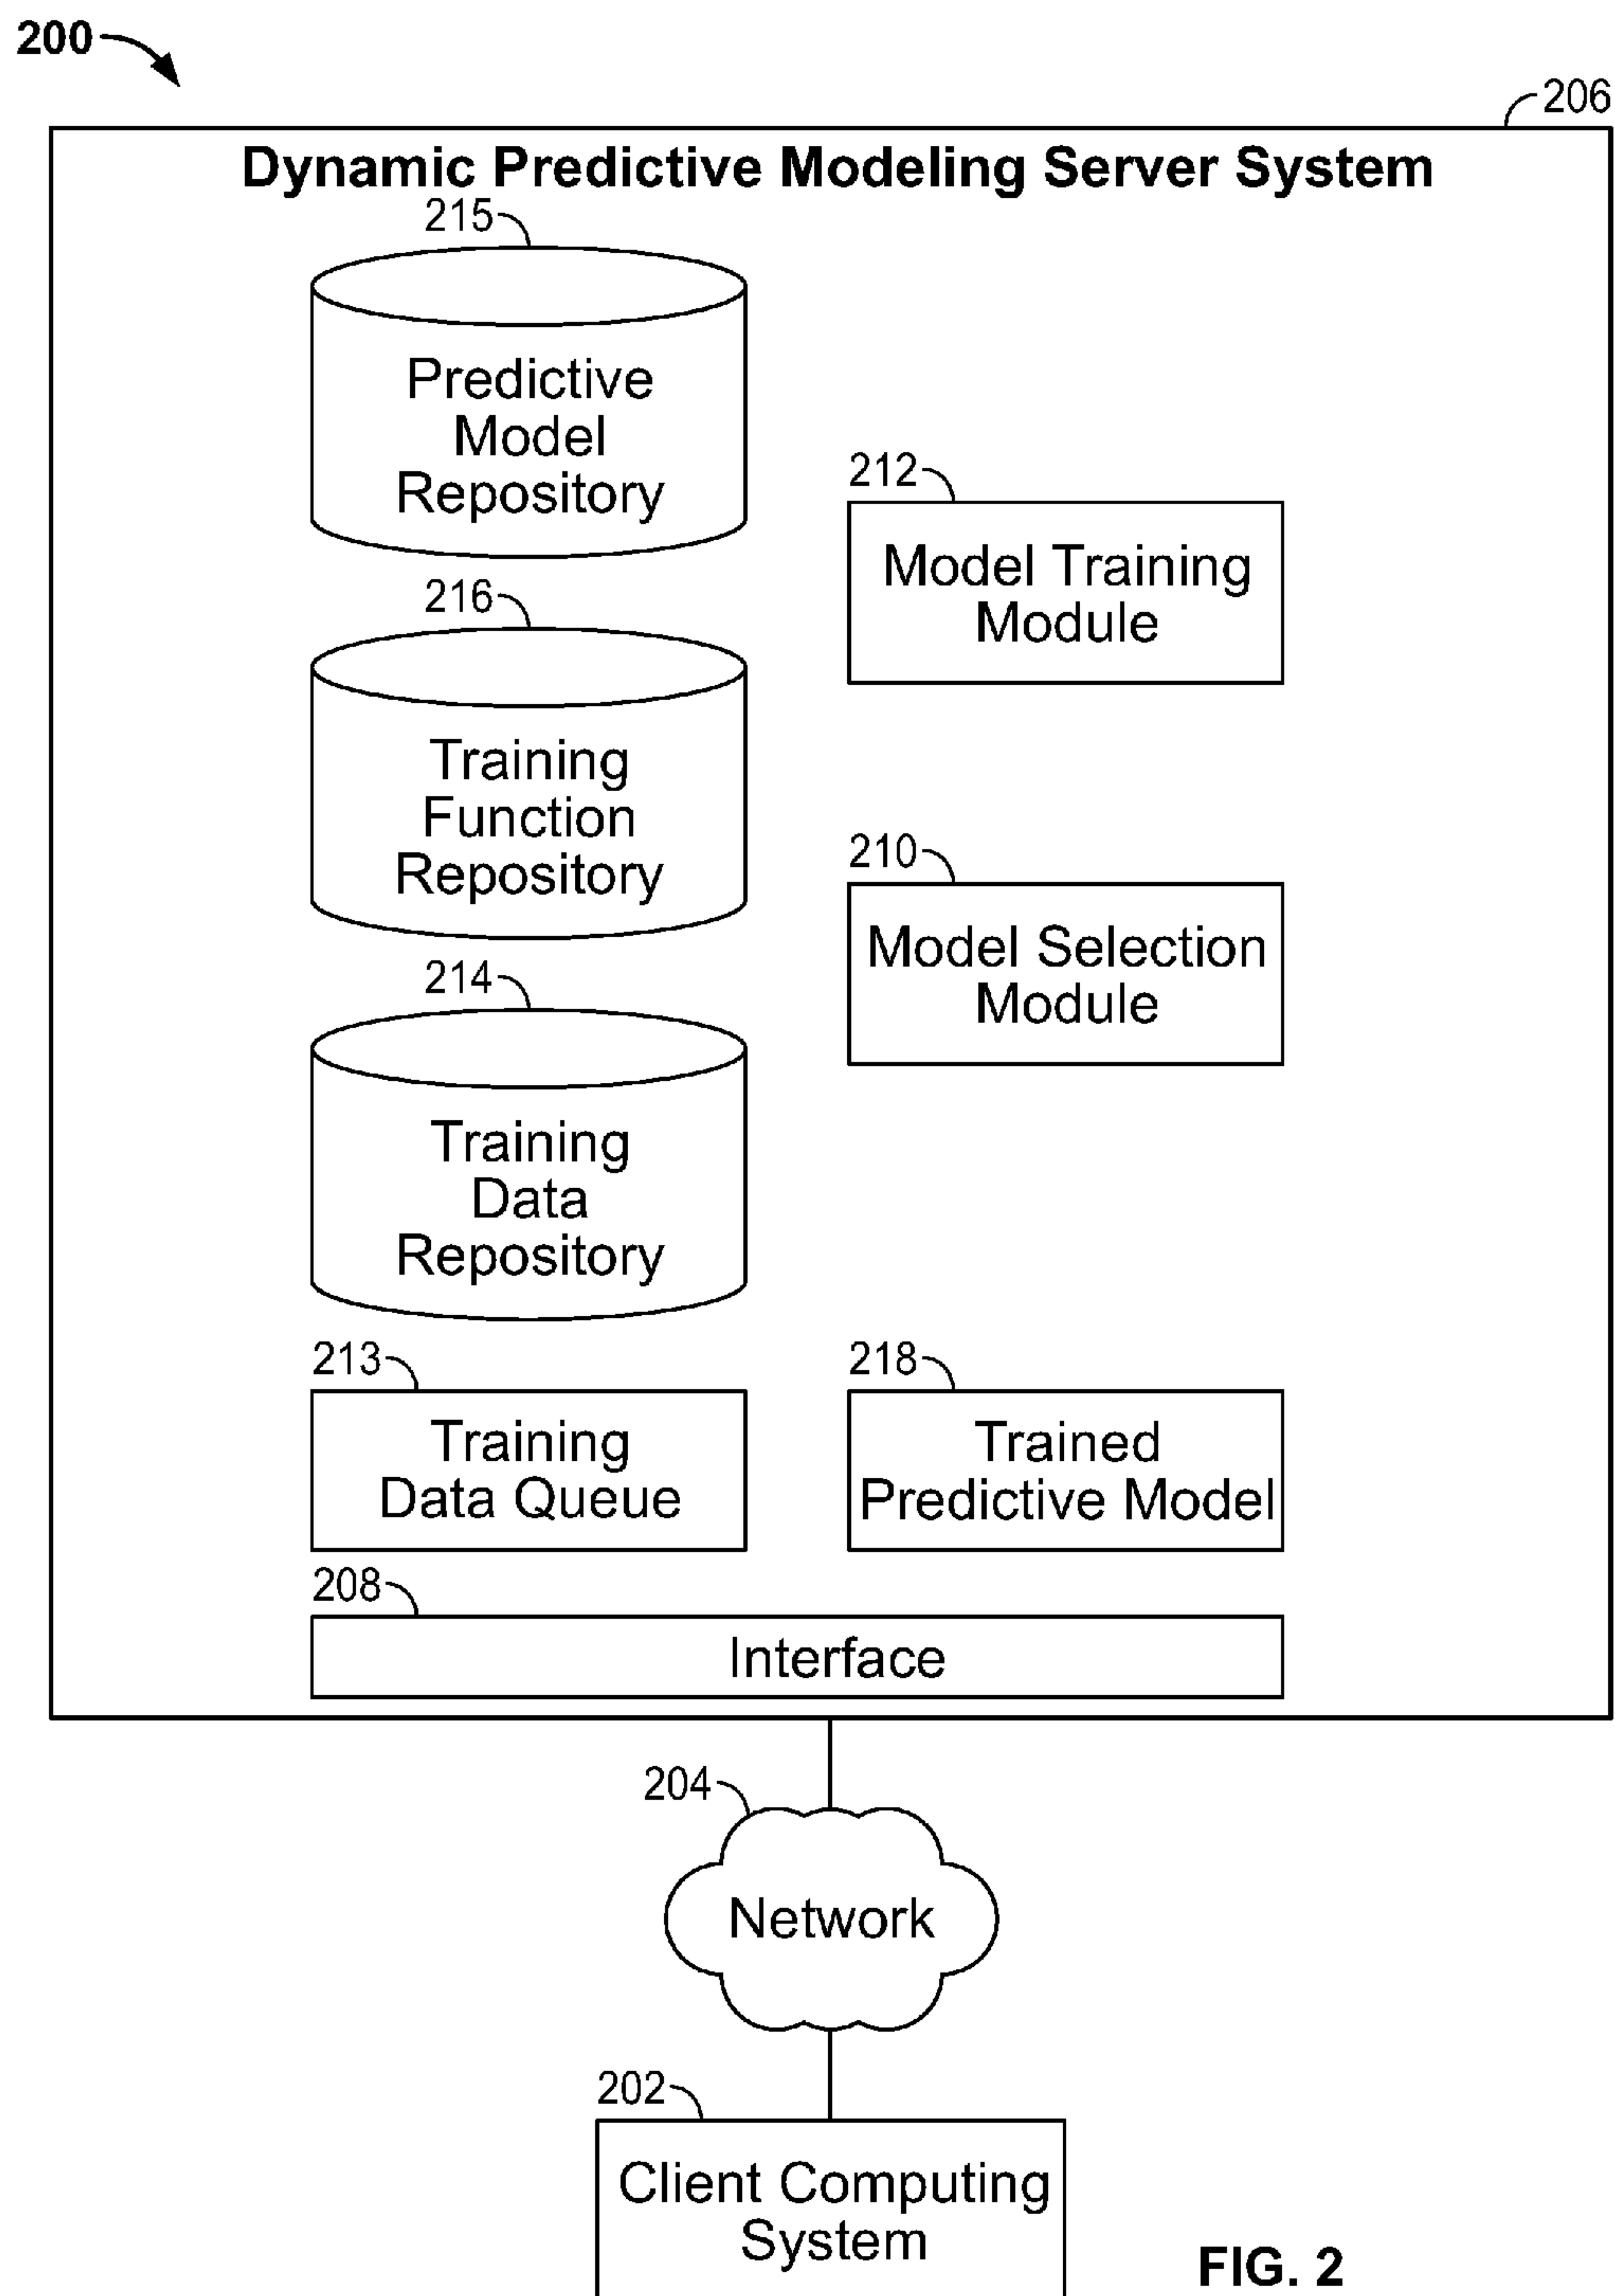 200
206
Dynamic Predictive Modeling Server System
215
Predictive
Model
Repository
212
Model Training
Module
216
Training
Function
Repository
210
Model Selection
Module
214
Training
Data
Repository
213
Training
Data Queue
218
Trained
Predictive Model
208
Interface
204
Network
202
Client Computing
System
FIG. 2